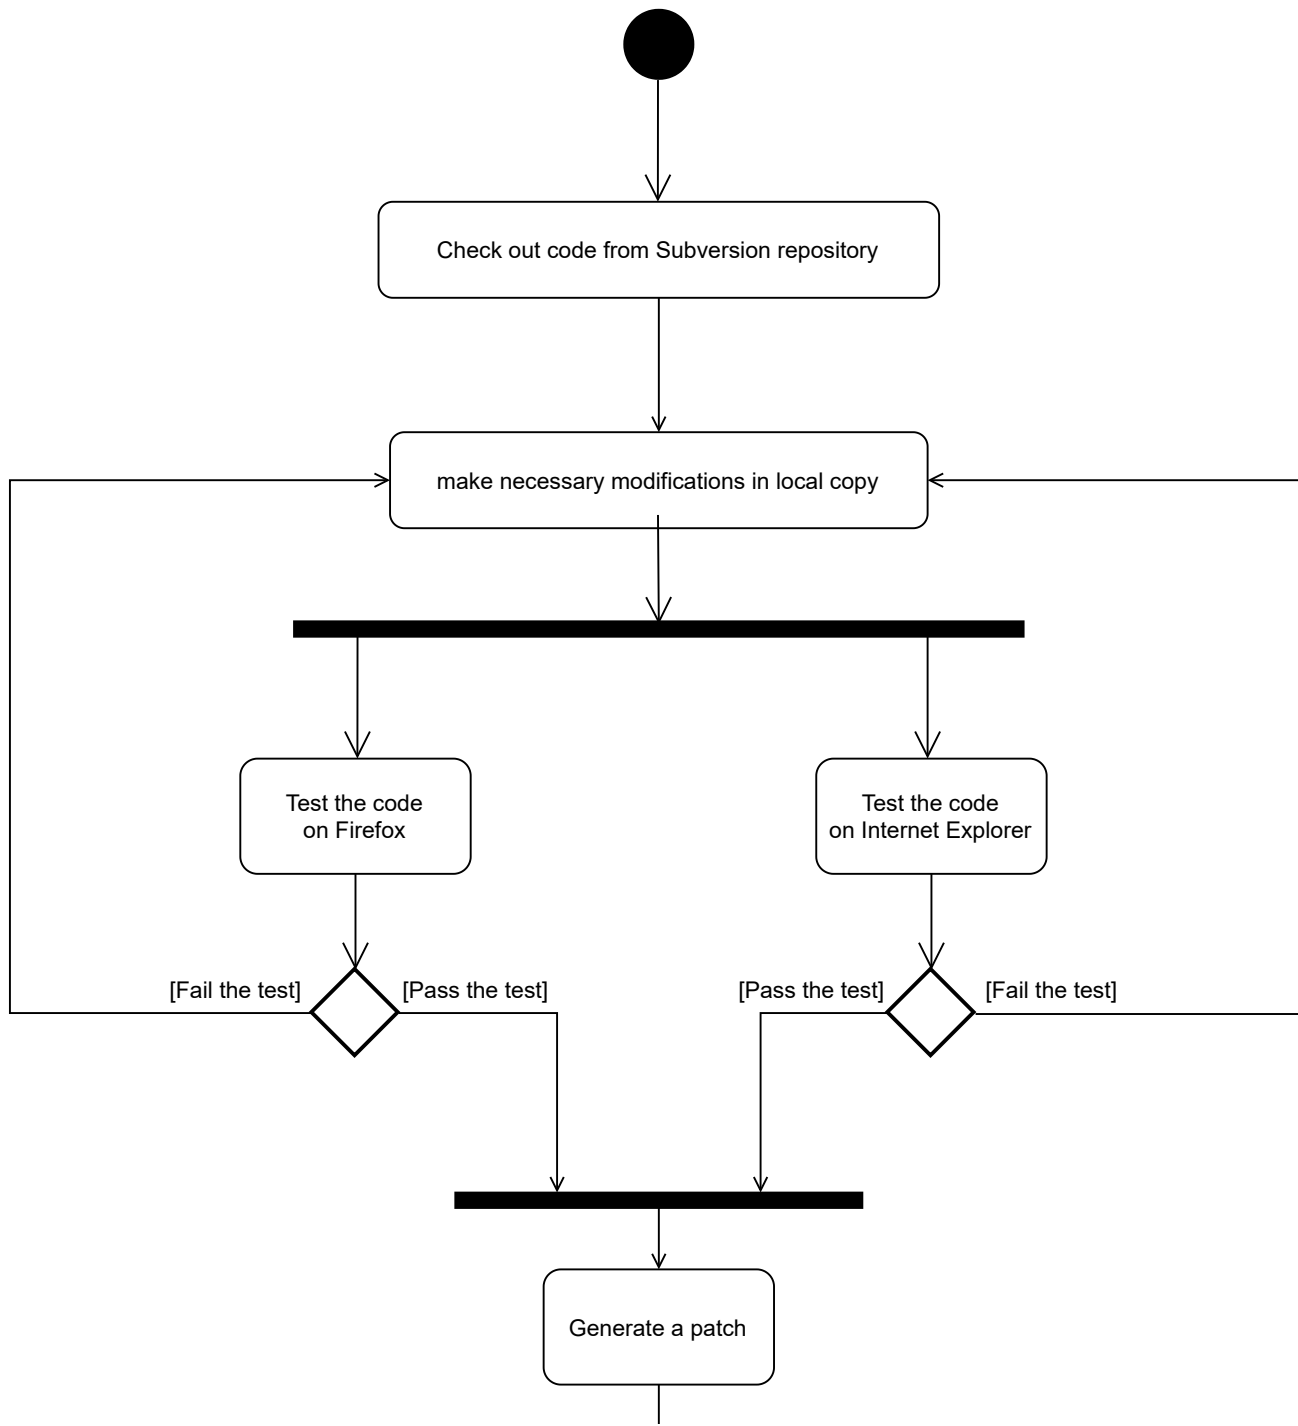 Check out code from Subversion repository
make necessary modifications in local copy
Test the code
on Firefox
Test the code
on Internet Explorer
[Fail the test]
[Pass the test]
[Pass the test]
[Fail the test]
Generate a patch